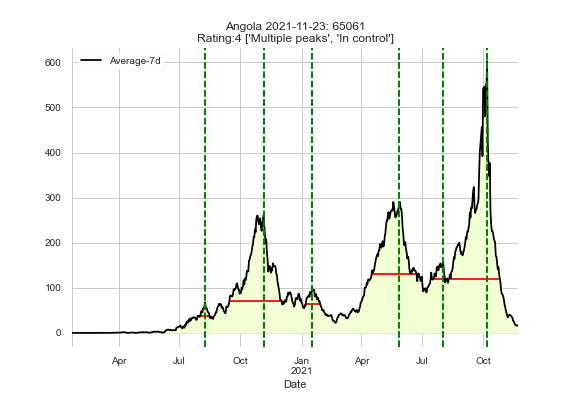 Angola 2021-11-23: 65061
Rating:4 ['Multiple peaks', 'In control']
Average-7d
600
500
400
300
200
100
0
Apr Jul Oct Jan Apr Jul Oct
2021
Date